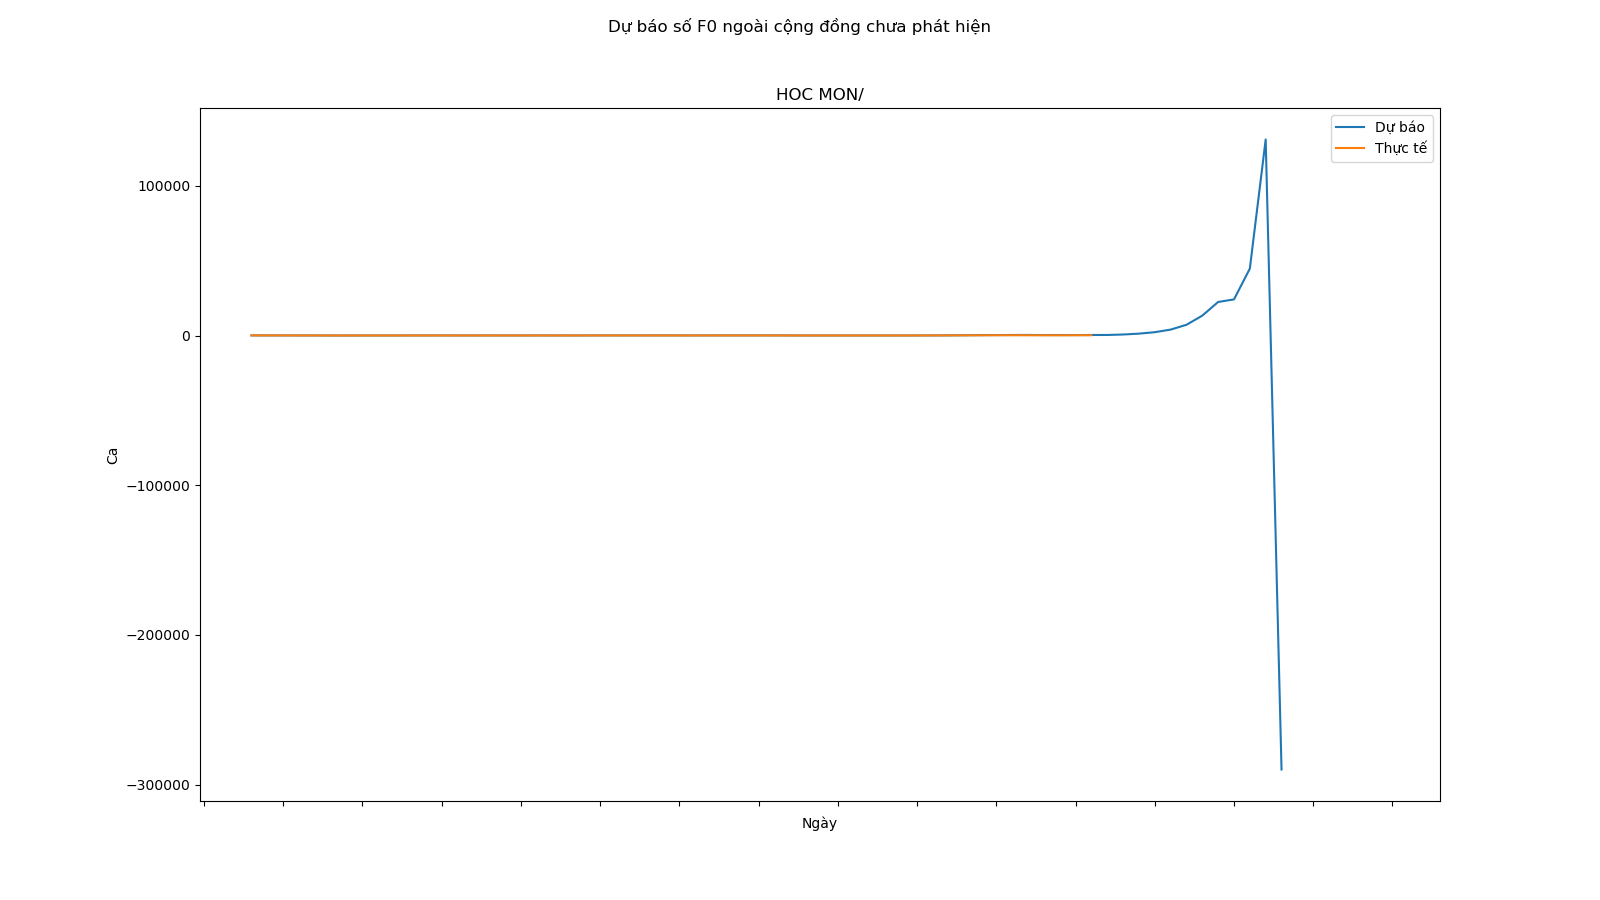 Dự báo số F0 ngoài cộng đồng chưa phát hiện
HOC MON/
Dự báo
Thực tế
100000
0
−100000
−200000
−300000
Ca
Ngày